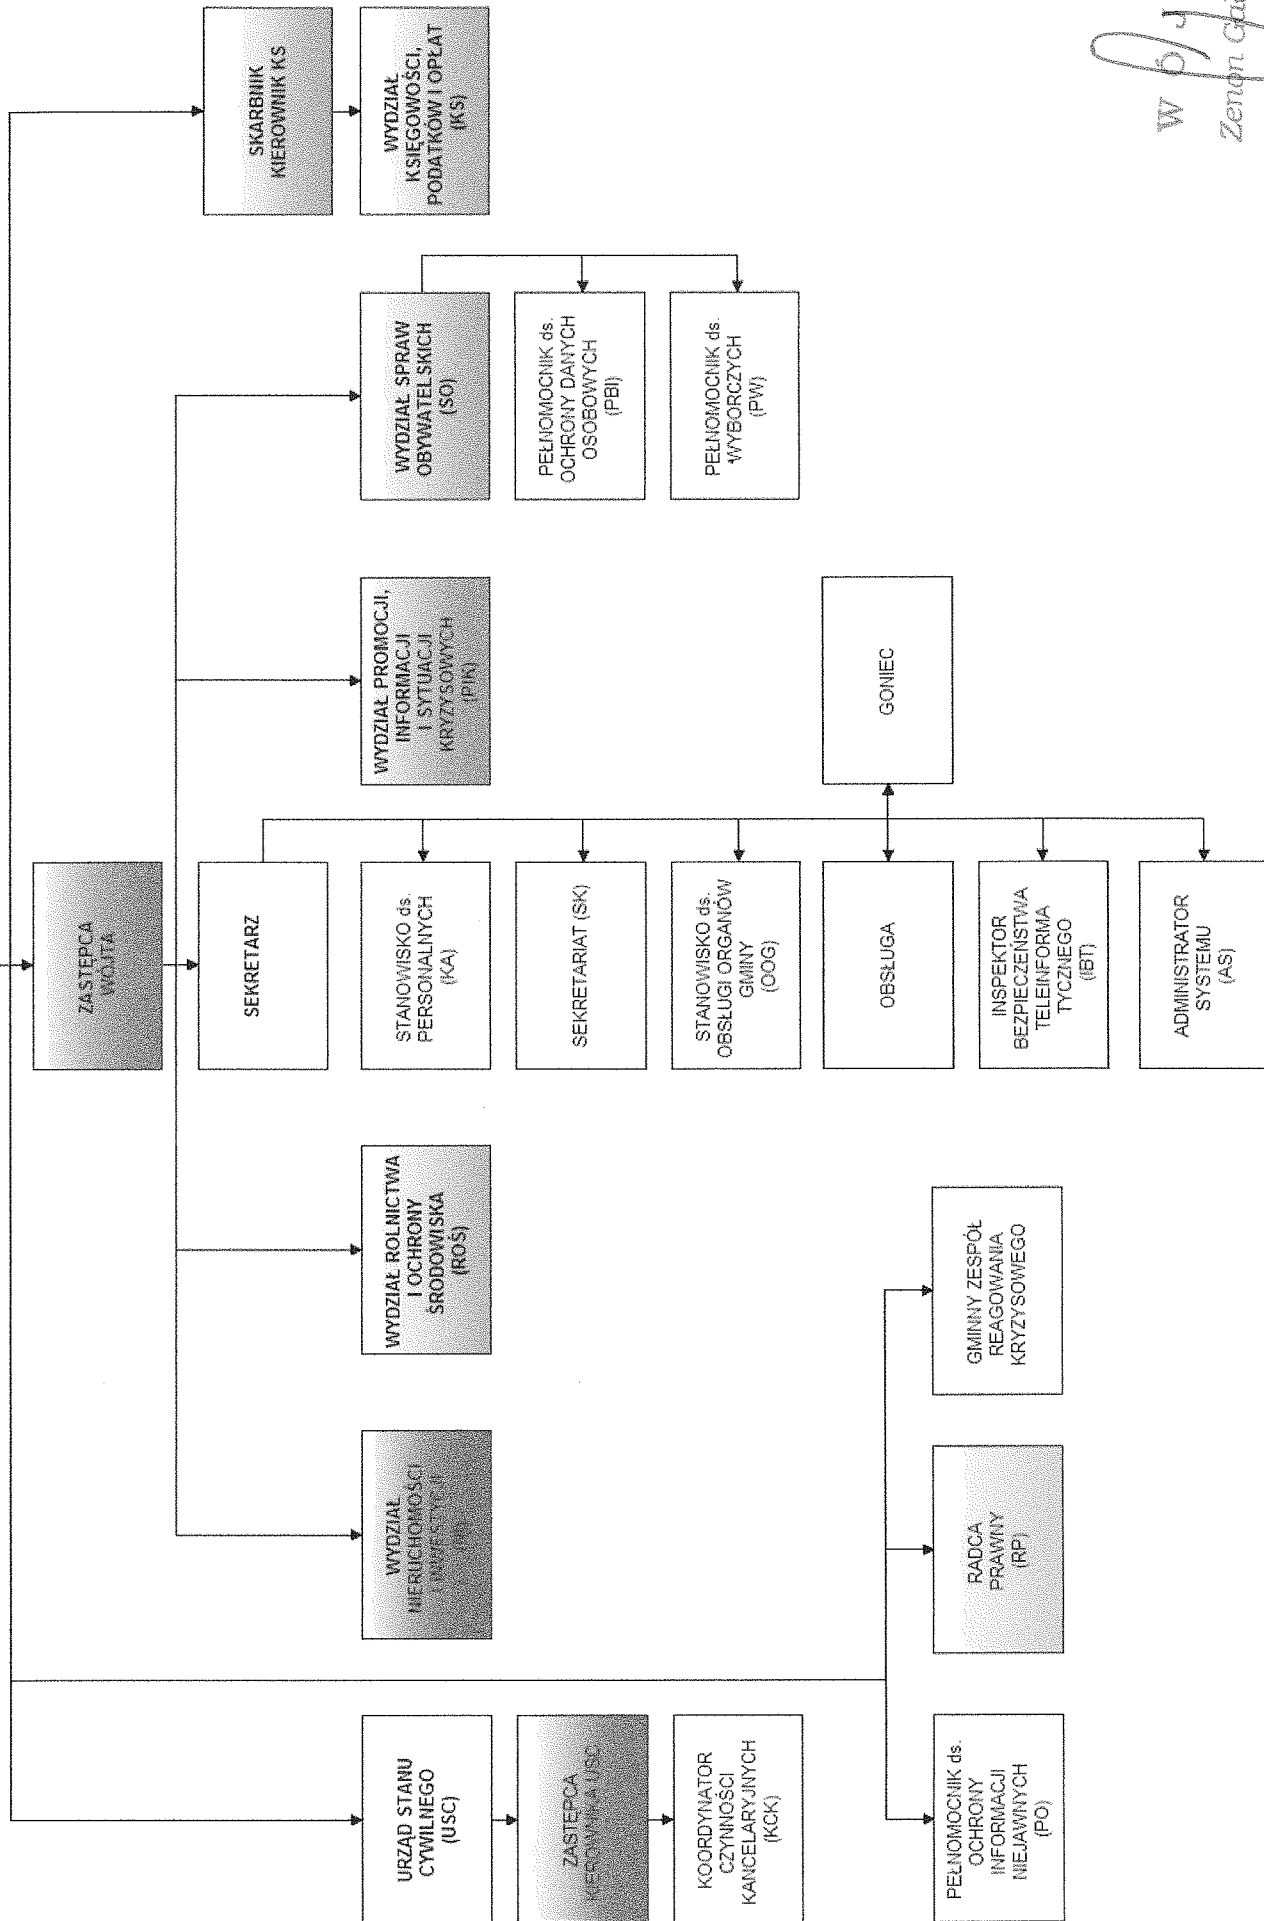 ZASTĘPCA
WÓJTA
SKARBNIK
KIEROWNIK KS
SEKRETARZ
URZĄD STANU
CYWILNEGO
(USC)
WYDZIAŁ
NIERUCHOMOŚCI
I INWESTYCJI
WYDZIAŁ ROLNICTWA
I OCHRONY
ŚRODOWISKA
(ROŚ)
STANOWISKO ds.
PERSONALNYCH
(KA)
WYDZIAŁ PROMOCJI,
INFORMACJI
I SYTUACJI
KRYZYSOWYCH
(PIK)
WYDZIAŁ SPRAW
OBYWATELSKICH
(SO)
WYDZIAŁ
KSIĘGOWOŚCI,
PODATKÓW I OPŁAT
(KS)
ZASTĘPCA
KIEROWNIKA USC
SEKRETARIAT (SK)
PEŁNOMOCNIK ds.
OCHRONY DANYCH
OSOBOWYCH
(PBI)
KOORDYNATOR
CZYNNOŚCI
KANCELARYJNYCH
(KCK)
STANOWISKO ds.
OBSŁUGI ORGANÓW
GMINY
(OOG)
PEŁNOMOCNIK ds.
WYBORCZYCH
(PW)
OBSŁUGA
GONIEC
PEŁNOMOCNIK ds.
OCHRONY
INFORMACJI
NIEJAWNYCH
(PO)
RADCA
PRAWNY
(RP)
GMINNY ZESPÓŁ
REAGOWANIA
KRYZYSOWEGO
INSPEKTOR
BEZPIECZEŃSTWA
TELEINFORMA
TYCZNEGO
(IBT)
ADMINISTRATOR
SYSTEMU
(AS)
W Ó J
Zenon